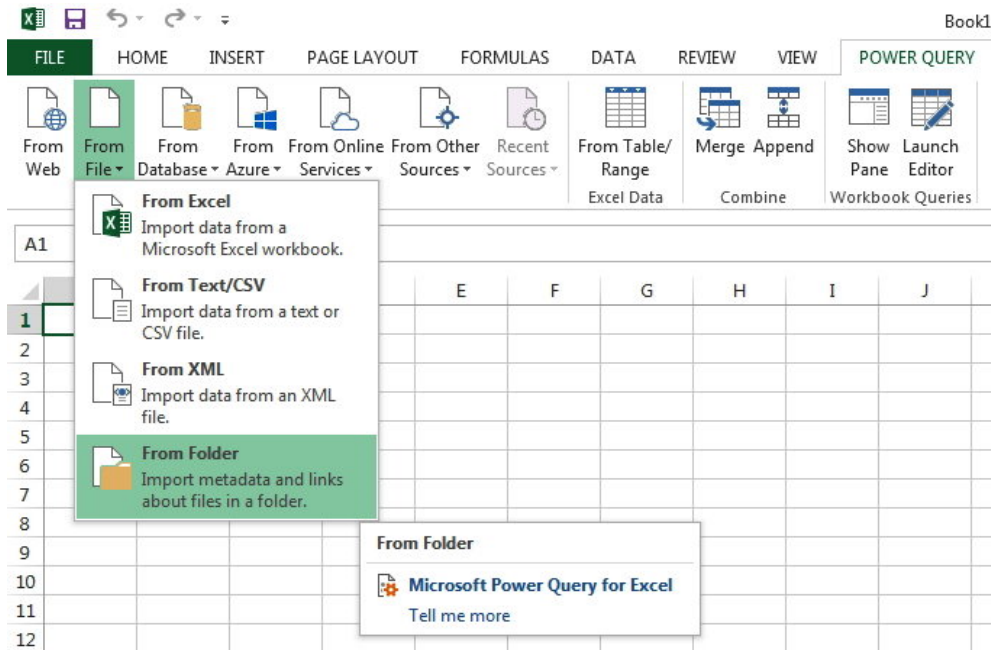 Book1
FILE HOME INSERT PAGE LAYOUT FORMULAS DATA REVIEW VIEW POWER QUERY
From Web
From File
From Database
From Azure
From Online Services
From Other Sources
Recent Sources
From Table/ Range
Merge
Append
Show Pane
Launch Editor
Excel Data
Combine
Workbook Queries
From Excel
Import data from a
Microsoft Excel workbook.
From Text/CSV
Import data from a text or
CSV file.
From XML
Import data from an XML
file.
From Folder
Import metadata and links
about files in a folder.
A1
E F G H I J
1
2
3
4
5
6
7
8
9
10
11
12
From Folder
Microsoft Power Query for Excel
Tell me more